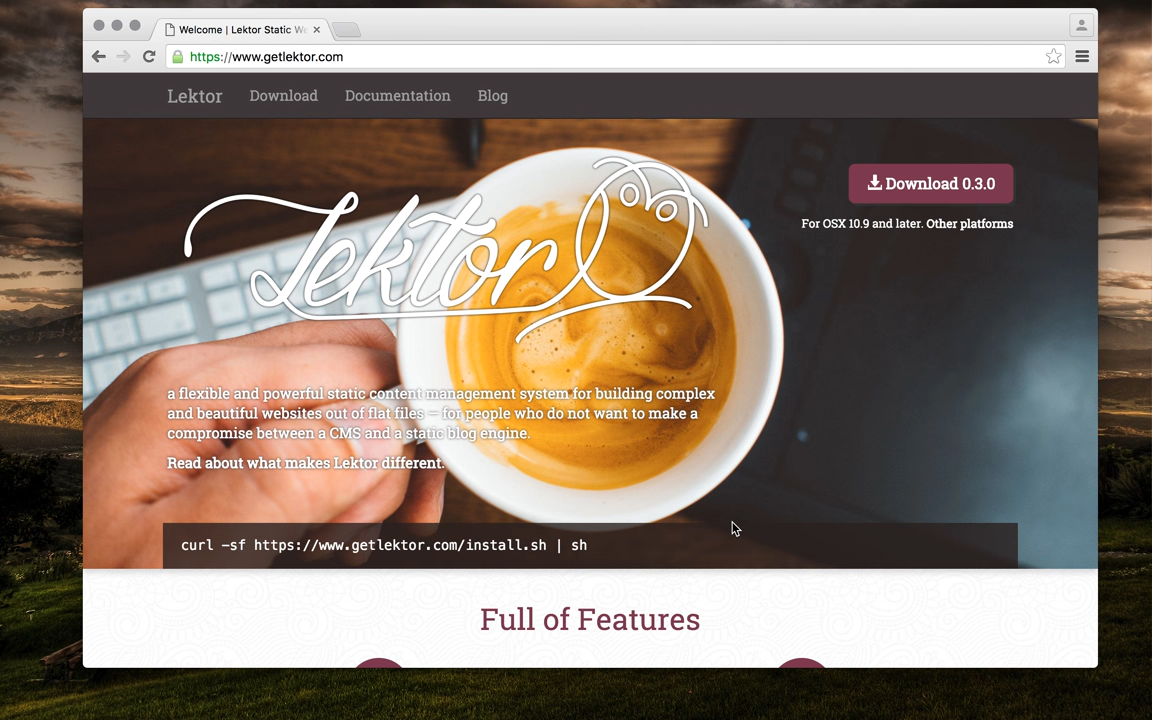 Welcome | Lektor Static We
https://www.getlektor.com
Lektor Download Documentation Blog
Lektor
Download 0.3.0
For OSX 10.9 and later. Other platforms
a flexible and powerful static content management system for building complex
and beautiful websites out of flat files — for people who do not want to make a
compromise between a CMS and a static blog engine.
Read about what makes Lektor different.
curl -sf https://www.getlektor.com/install.sh | sh
Full of Features